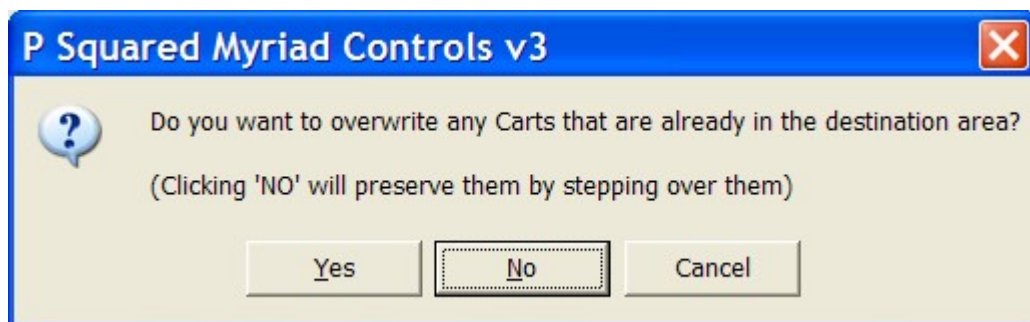 P Squared Myriad Controls v3
Do you want to overwrite any Carts that are already in the destination area?
(Clicking 'NO' will preserve them by stepping over them)
Yes No Cancel